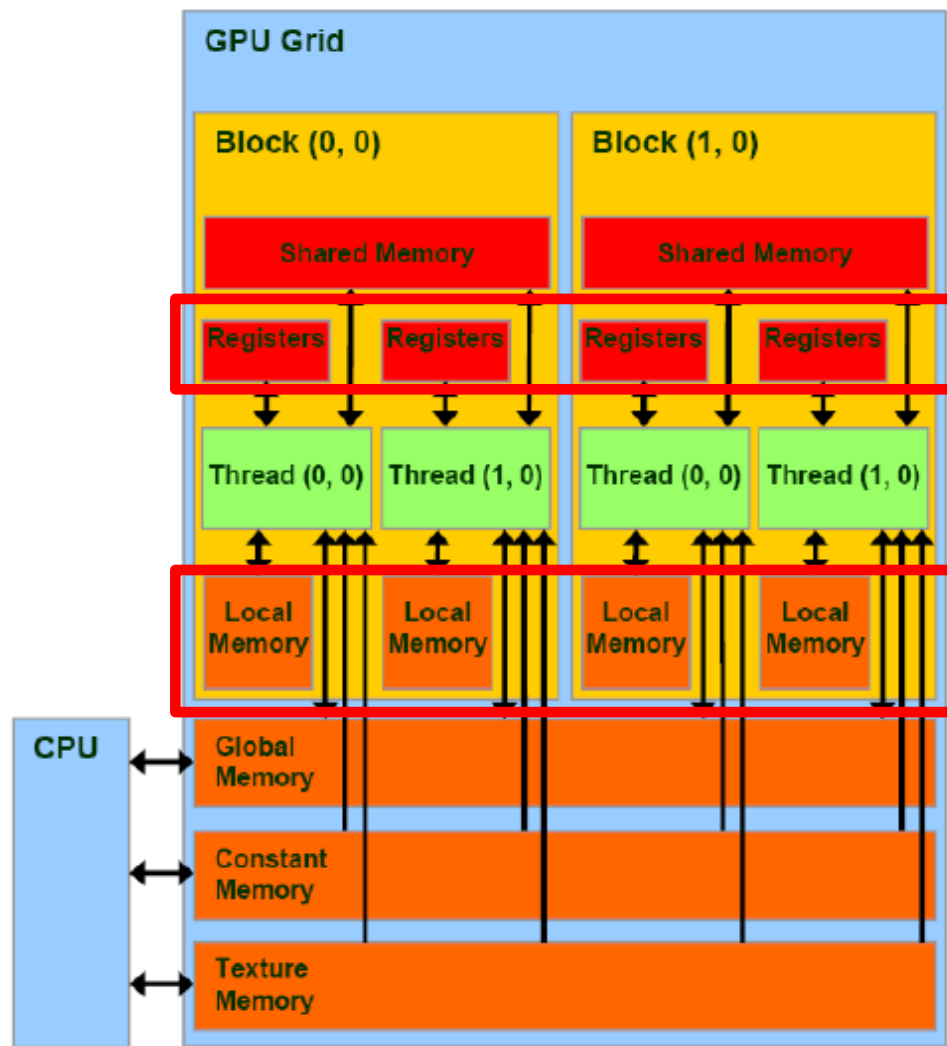 GPU Grid
Block (0, 0)
Block (1, 0)
Shared Memory
Shared Memory
Registers
Registers
Registers
Registers
Thread (0, 0)
Thread (1, 0)
Thread (0, 0)
Thread (1, 0)
Local
Memory
Local
Memory
Local
Memory
Local
Memory
CPU
Global
Memory
Constant
Memory
Texture
Memory